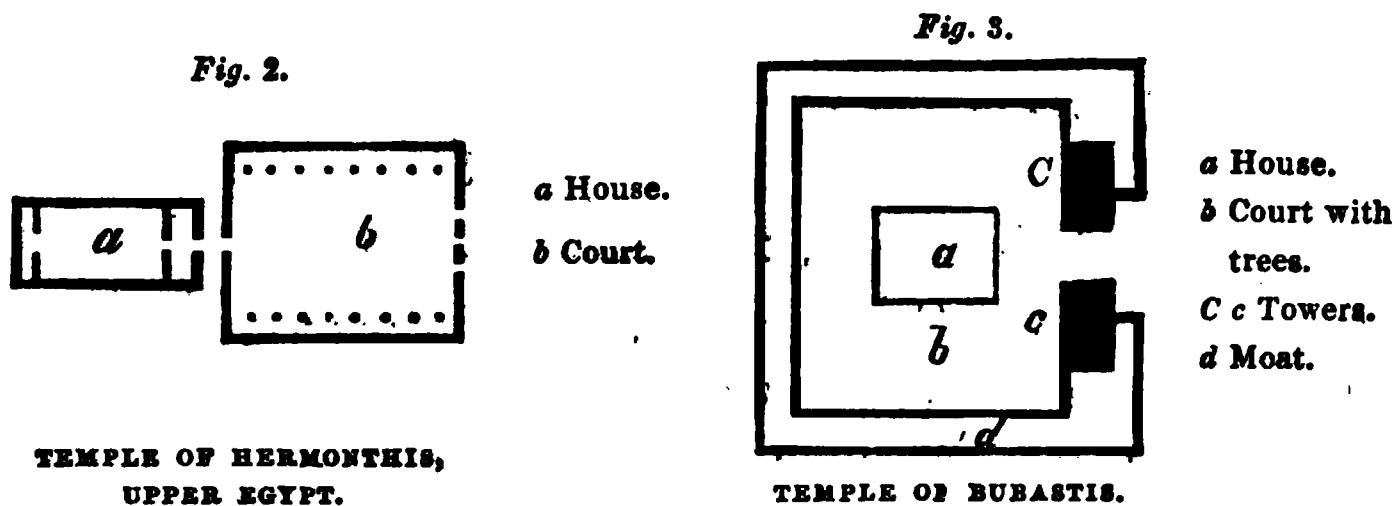 Fig. 2.
a
b
a House.
b Court.
TEMPLE OF HERMONTHIS,
UPPER EGYPT.
Fig. 3.
C
a
c
b
d
a House.
b Court with
trees.
C c Towers.
d Moat.
TEMPLE OF BUBASTIS.